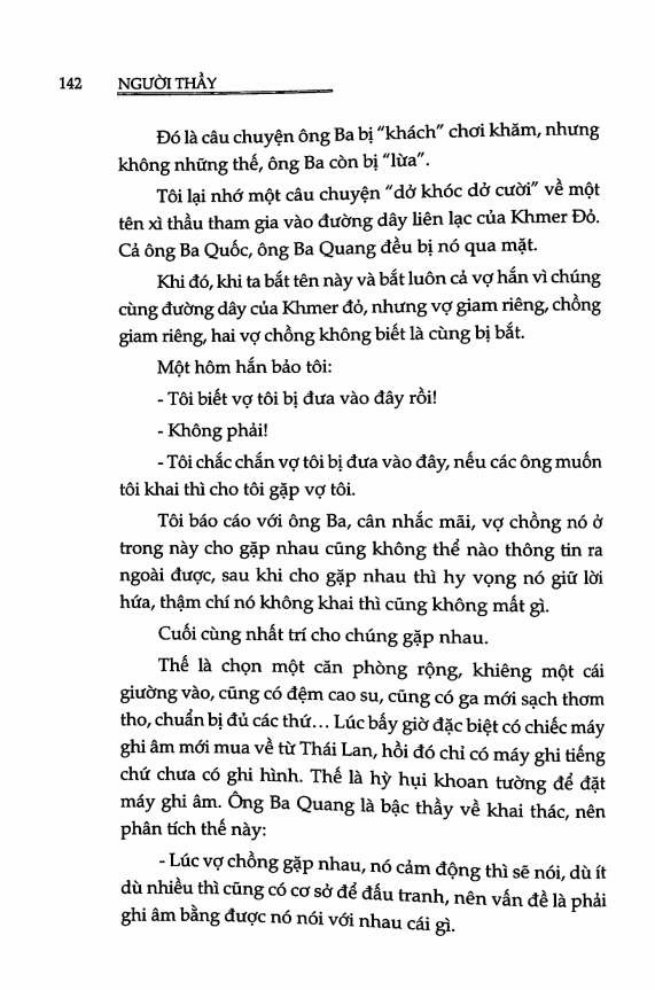 142 NGƯỜI THẦY
Đó là câu chuyện ông Ba bị "khách" chơi khăm, nhưng
không những thế, ông Ba còn bị "lừa".
Tôi lại nhớ một câu chuyện "dở khóc dở cười" về một
tên xì thầu tham gia vào đường dây liên lạc của Khmer Đỏ.
Cả ông Ba Quốc, ông Ba Quang đều bị nó qua mặt.
Khi đó, khi ta bắt tên này và bắt luôn cả vợ hắn vì chúng
cùng đường dây của Khmer đỏ, nhưng vợ giam riêng, chồng
giam riêng, hai vợ chồng không biết là cùng bị bắt.
Một hôm hắn bảo tôi:
- Tôi biết vợ tôi bị đưa vào đây rồi!
- Không phải!
- Tôi chắc chắn vợ tôi bị đưa vào đây, nếu các ông muốn
tôi khai thì cho tôi gặp vợ tôi.
Tôi báo cáo với ông Ba, cân nhắc mãi, vợ chồng nó ở
trong này cho gặp nhau cũng không thể nào thông tin ra
ngoài được, sau khi cho gặp nhau thì hy vọng nó giữ lời
hứa, thậm chí nó không khai thì cũng không mất gì.
Cuối cùng nhất trí cho chúng gặp nhau.
Thế là chọn một căn phòng rộng, khiêng một cái
giường vào, cũng có đệm cao su, cũng có ga mới sạch thơm
tho, chuẩn bị đủ các thứ... Lúc bấy giờ đặc biệt có chiếc máy
ghi âm mới mua về từ Thái Lan, hồi đó chỉ có máy ghi tiếng
chứ chưa có ghi hình. Thế là hỳ hụi khoan tường để đặt
máy ghi âm. Ông Ba Quang là bậc thầy về khai thác, nên
phân tích thế này:
- Lúc vợ chồng gặp nhau, nó cảm động thì sẽ nói, dù ít
dù nhiều thì cũng có cơ sở để đấu tranh, nên vấn đề là phải
ghi âm bằng được nó nói với nhau cái gì.